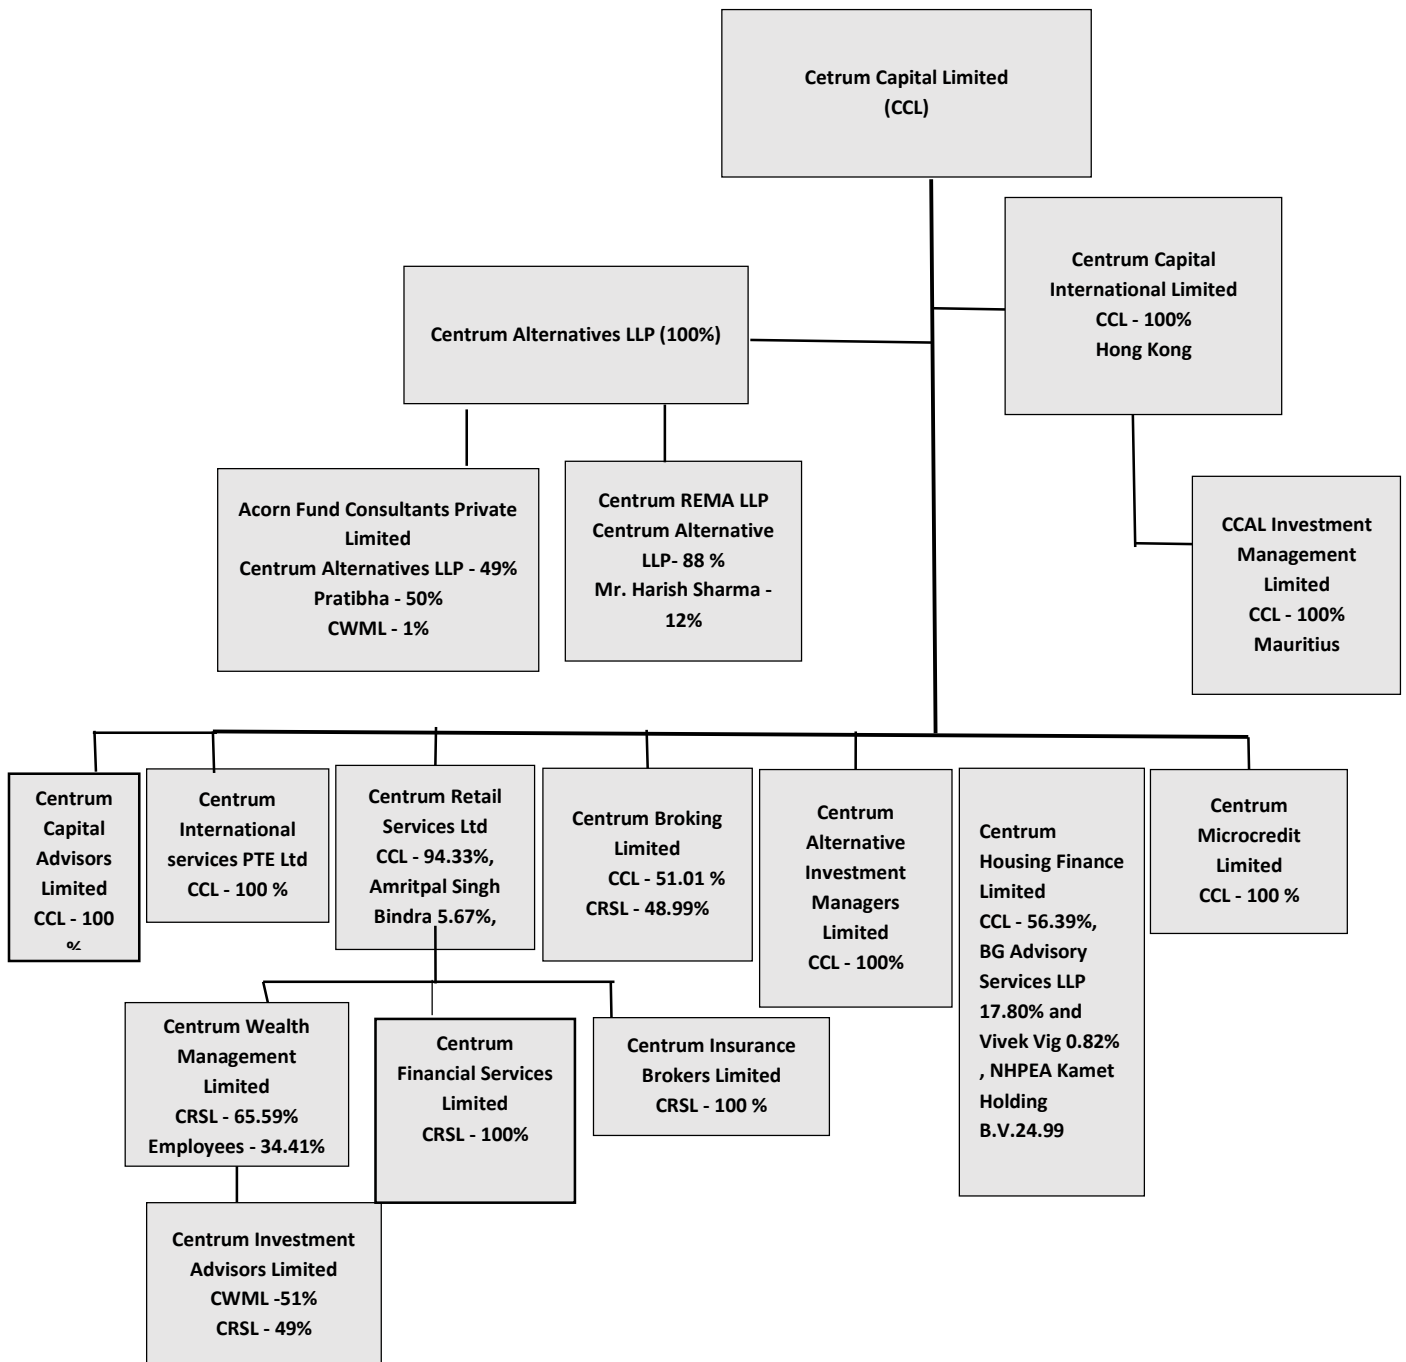 Cetrum Capital Limited
(CCL)
Centrum Capital
International Limited
CCL - 100%
Hong Kong
Centrum Alternatives LLP (100%)
Acorn Fund Consultants Private
Limited
Centrum Alternatives LLP - 49%
Pratibha - 50%
CWML - 1%
Centrum REMA LLP
Centrum Alternative
LLP- 88 %
Mr. Harish Sharma -
12%
CCAL Investment
Management
Limited
CCL - 100%
Mauritius
Centrum
Capital
Advisors
Limited
CCL - 100
%
Centrum
International
services PTE Ltd
CCL - 100 %
Centrum Retail
Services Ltd
CCL - 94.33%,
Amritpal Singh
Bindra 5.67%,
Centrum Broking
Limited
CCL - 51.01 %
CRSL - 48.99%
Centrum
Alternative
Investment
Managers
Limited
CCL - 100%
Centrum
Housing Finance
Limited
CCL - 56.39%,
BG Advisory
Services LLP
17.80% and
Vivek Vig 0.82%
, NHPEA Kamet
Holding
B.V.24.99
Centrum
Microcredit
Limited
CCL - 100 %
Centrum Wealth
Management
Limited
CRSL - 65.59%
Employees - 34.41%
Centrum
Financial Services
Limited
CRSL - 100%
Centrum Insurance
Brokers Limited
CRSL - 100 %
Centrum Investment
Advisors Limited
CWML -51%
CRSL - 49%